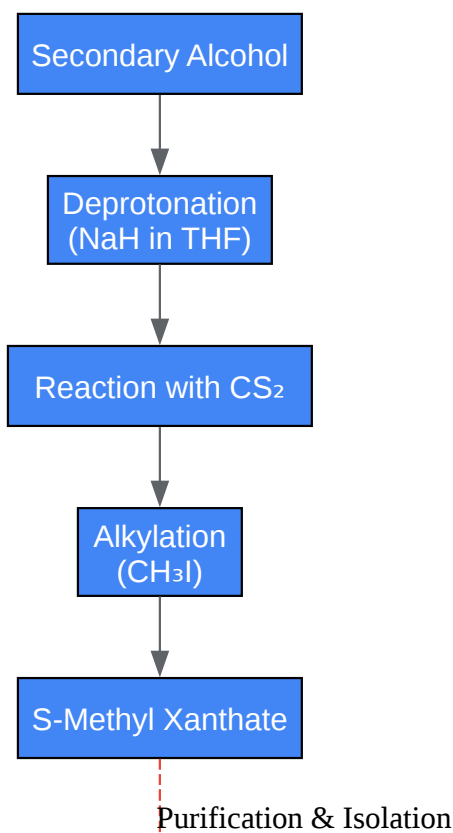 Secondary Alcohol
Deprotonation
(NaH in THF)
Reaction with CS₂
Alkylation
(CH₃I)
S-Methyl Xanthate
Purification & Isolation